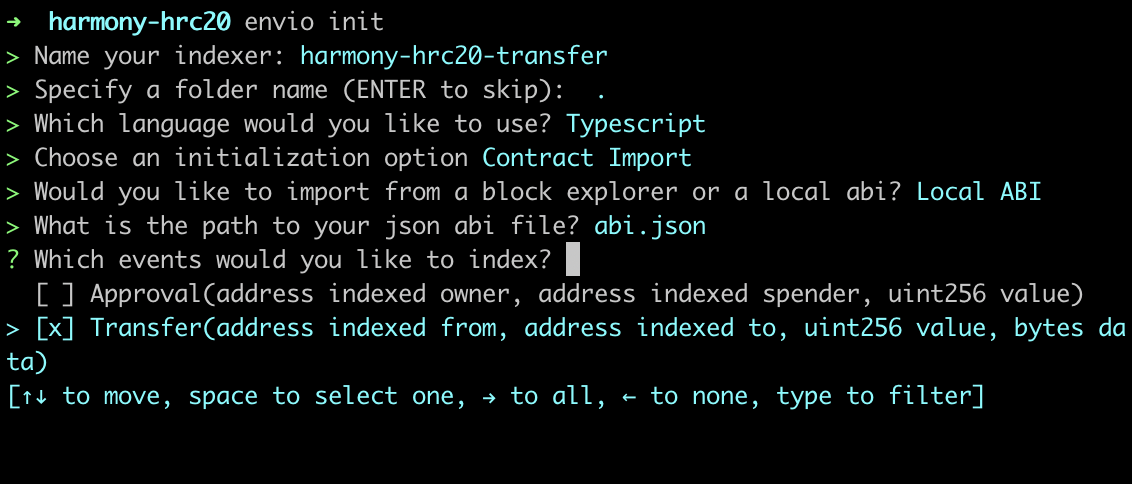 ➜  harmony-hrc20 envio init
> Name your indexer: harmony-hrc20-transfer
> Specify a folder name (ENTER to skip):  .
> Which language would you like to use? Typescript
> Choose an initialization option Contract Import
> Would you like to import from a block explorer or a local abi? Local ABI
> What is the path to your json abi file? abi.json
? Which events would you like to index?
  [ ] Approval(address indexed owner, address indexed spender, uint256 value)
> [x] Transfer(address indexed from, address indexed to, uint256 value, bytes da
ta)
[↑↓ to move, space to select one, → to all, ← to none, type to filter]